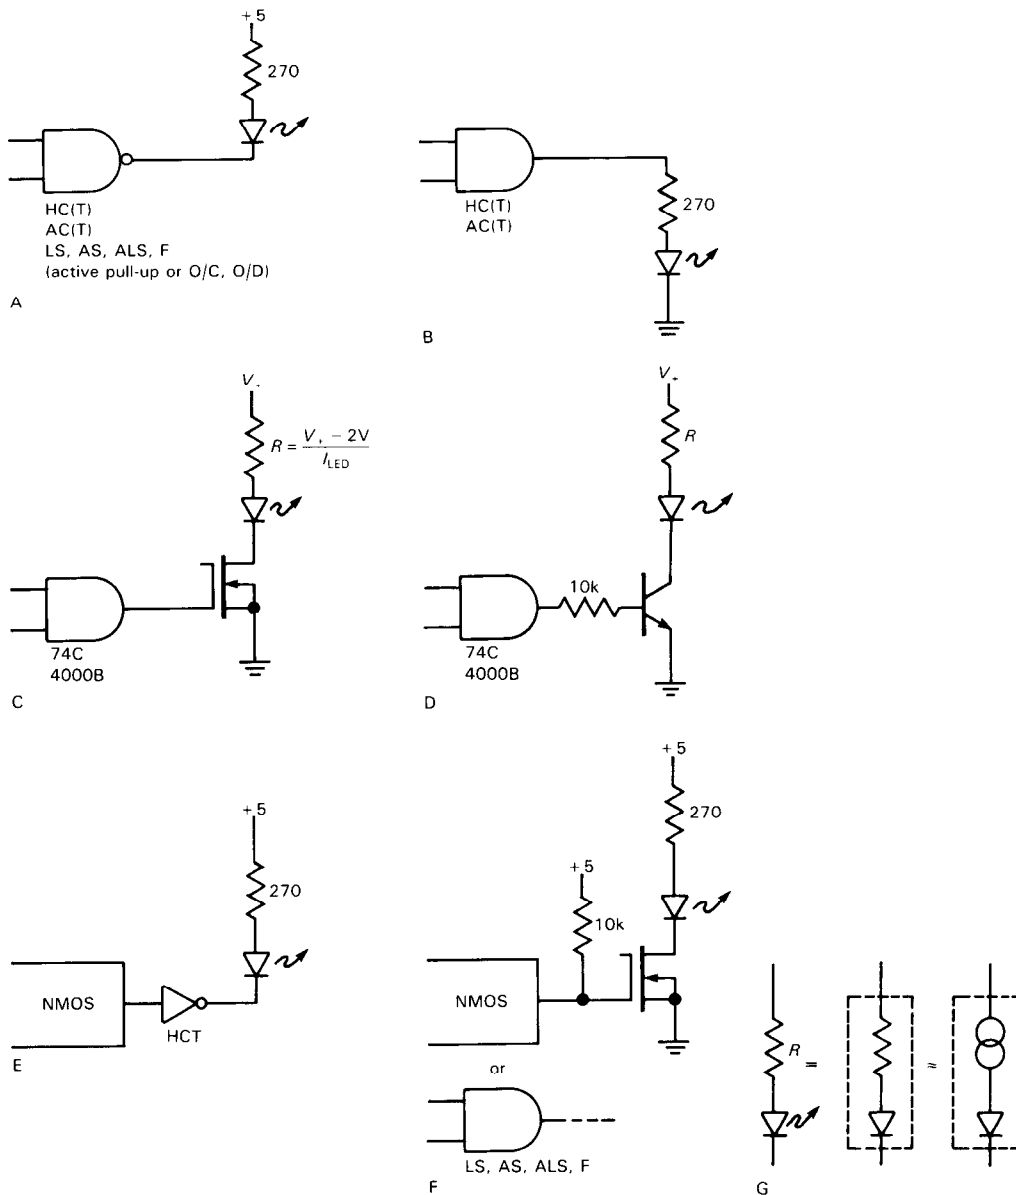 +5
270
HC(T)
AC(T)
LS, AS, ALS, F
(active pull-up or O/C, O/D)
A
HC(T)
AC(T)
270
B
V₊
R = V₊ − 2V / I_LED
74C
4000B
C
V₊
R
10k
74C
4000B
D
+5
270
NMOS
HCT
E
+5
270
+5
10k
NMOS
or
LS, AS, ALS, F
F
R
=
≈
G